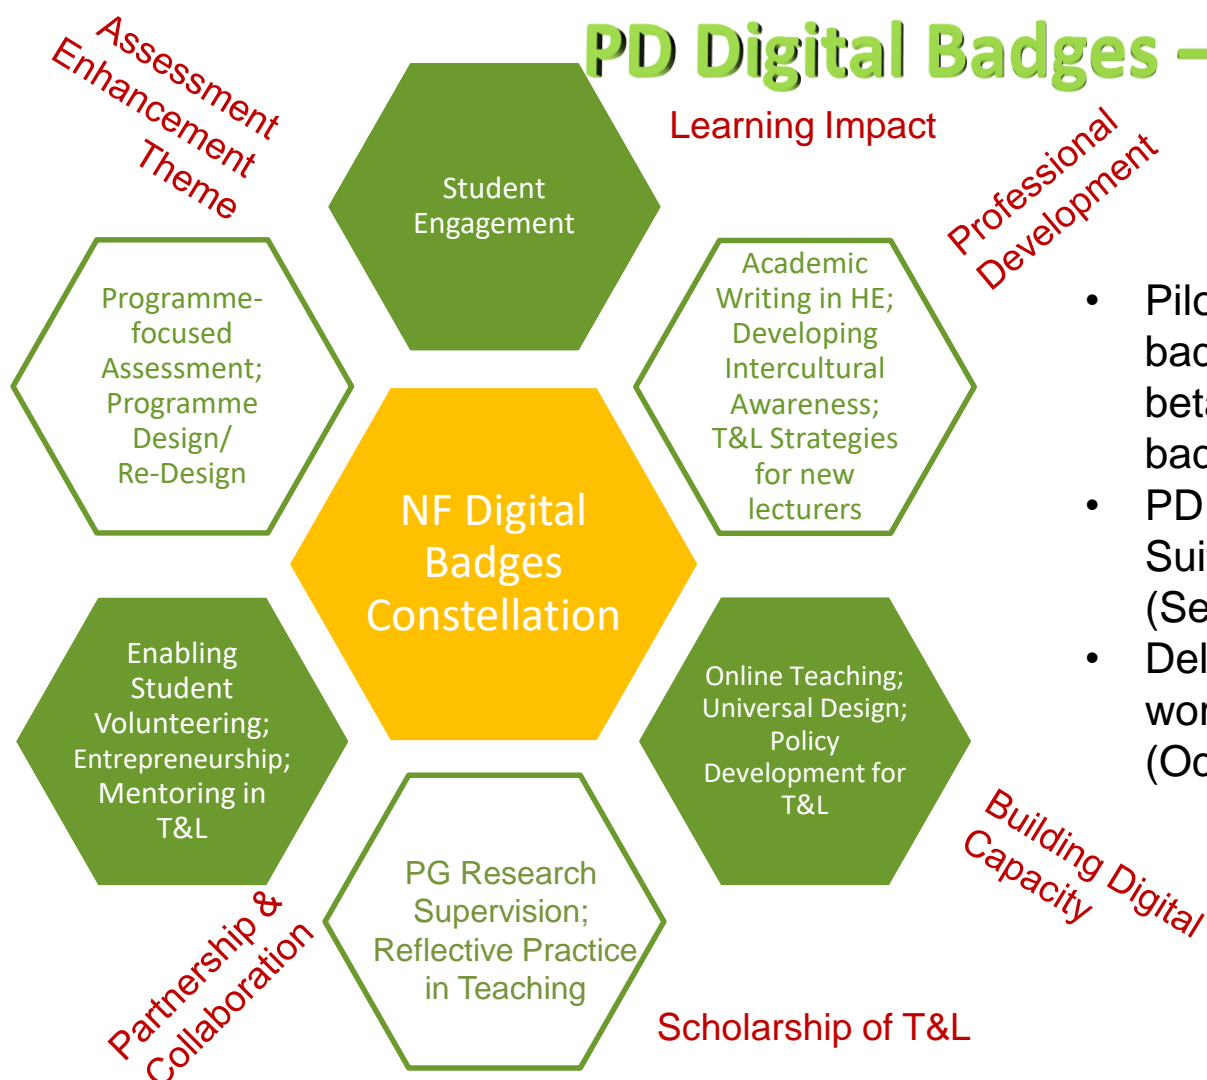 PD Digital Badges –
Assessment
Enhancement
Theme
Learning Impact
Professional
Development
Student
Engagement
Programme-
focused
Assessment;
Programme
Design/
Re-Design
Academic
Writing in HE;
Developing
Intercultural
Awareness;
T&L Strategies
for new
lecturers
NF Digital
Badges
Constellation
Enabling
Student
Volunteering;
Entrepreneurship;
Mentoring in
T&L
Online Teaching;
Universal Design;
Policy
Development for
T&L
PG Research
Supervision;
Reflective Practice
in Teaching
Partnership &
Collaboration
Scholarship of T&L
Building Digital
Capacity
•
•
PD
•